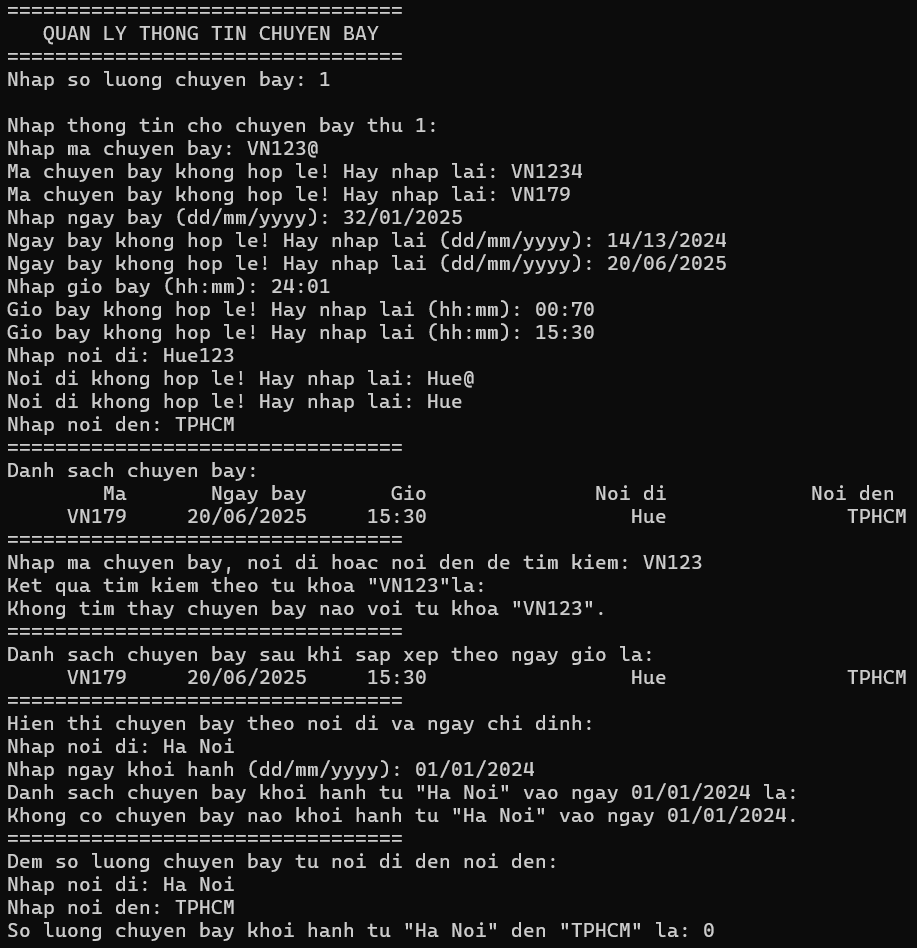 =================================
QUAN LY THONG TIN CHUYEN BAY
=================================
Nhap so luong chuyen bay: 1
Nhap thong tin cho chuyen bay thu 1:
Nhap ma chuyen bay: VN123@
Ma chuyen bay khong hop le! Hay nhap lai: VN1234
Ma chuyen bay khong hop le! Hay nhap lai: VN179
Nhap ngay bay (dd/mm/yyyy): 32/01/2025
Ngay bay khong hop le! Hay nhap lai (dd/mm/yyyy): 14/13/2024
Ngay bay khong hop le! Hay nhap lai (dd/mm/yyyy): 20/06/2025
Nhap gio bay (hh:mm): 24:01
Gio bay khong hop le! Hay nhap lai (hh:mm): 00:70
Gio bay khong hop le! Hay nhap lai (hh:mm): 15:30
Nhap noi di: Hue123
Noi di khong hop le! Hay nhap lai: Hue@
Noi di khong hop le! Hay nhap lai: Hue
Nhap noi den: TPHCM
=================================
Danh sach chuyen bay:
Ma Ngay bay Gio Noi di Noi den
VN179 20/06/2025 15:30 Hue TPHCM
=================================
Nhap ma chuyen bay, noi di hoac noi den de tim kiem: VN123
Ket qua tim kiem theo tu khoa "VN123"la:
Khong tim thay chuyen bay nao voi tu khoa "VN123".
=================================
Danh sach chuyen bay sau khi sap xep theo ngay gio la:
VN179 20/06/2025 15:30 Hue TPHCM
=================================
Hien thi chuyen bay theo noi di va ngay chi dinh:
Nhap noi di: Ha Noi
Nhap ngay khoi hanh (dd/mm/yyyy): 01/01/2024
Danh sach chuyen bay khoi hanh tu "Ha Noi" vao ngay 01/01/2024 la:
Khong co chuyen bay nao khoi hanh tu "Ha Noi" vao ngay 01/01/2024.
=================================
Dem so luong chuyen bay tu noi di den noi den:
Nhap noi di: Ha Noi
Nhap noi den: TPHCM
So luong chuyen bay khoi hanh tu "Ha Noi" den "TPHCM" la: 0